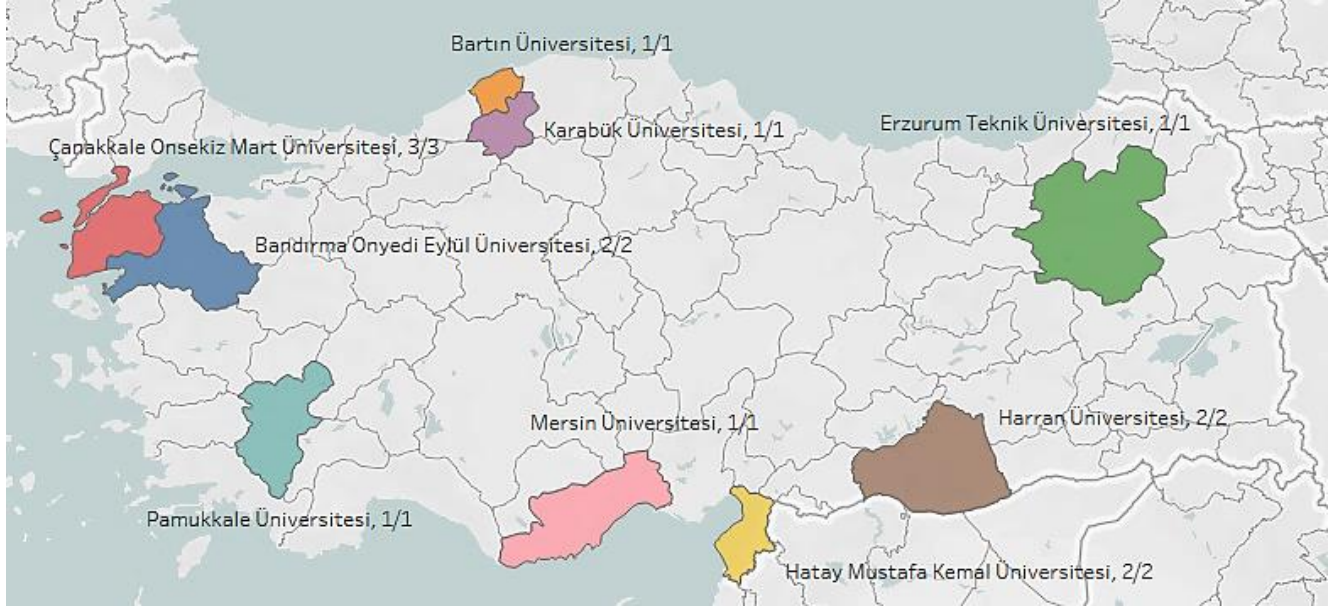 Bartın Üniversitesi, 1/1
Erzurum Teknik Üniversitesi, 1/1
Karabük Üniversitesi, 1/1
Çanakkale Onsekiz Mart Üniversitesi, 3/3
Bandırma Onyedi Eylül Üniversitesi, 2/2
Mersin Üniversitesi, 1/1
Harran Üniversitesi, 2/2
Pamukkale Üniversitesi, 1/1
Hatay Mustafa Kemal Üniversitesi, 2/2